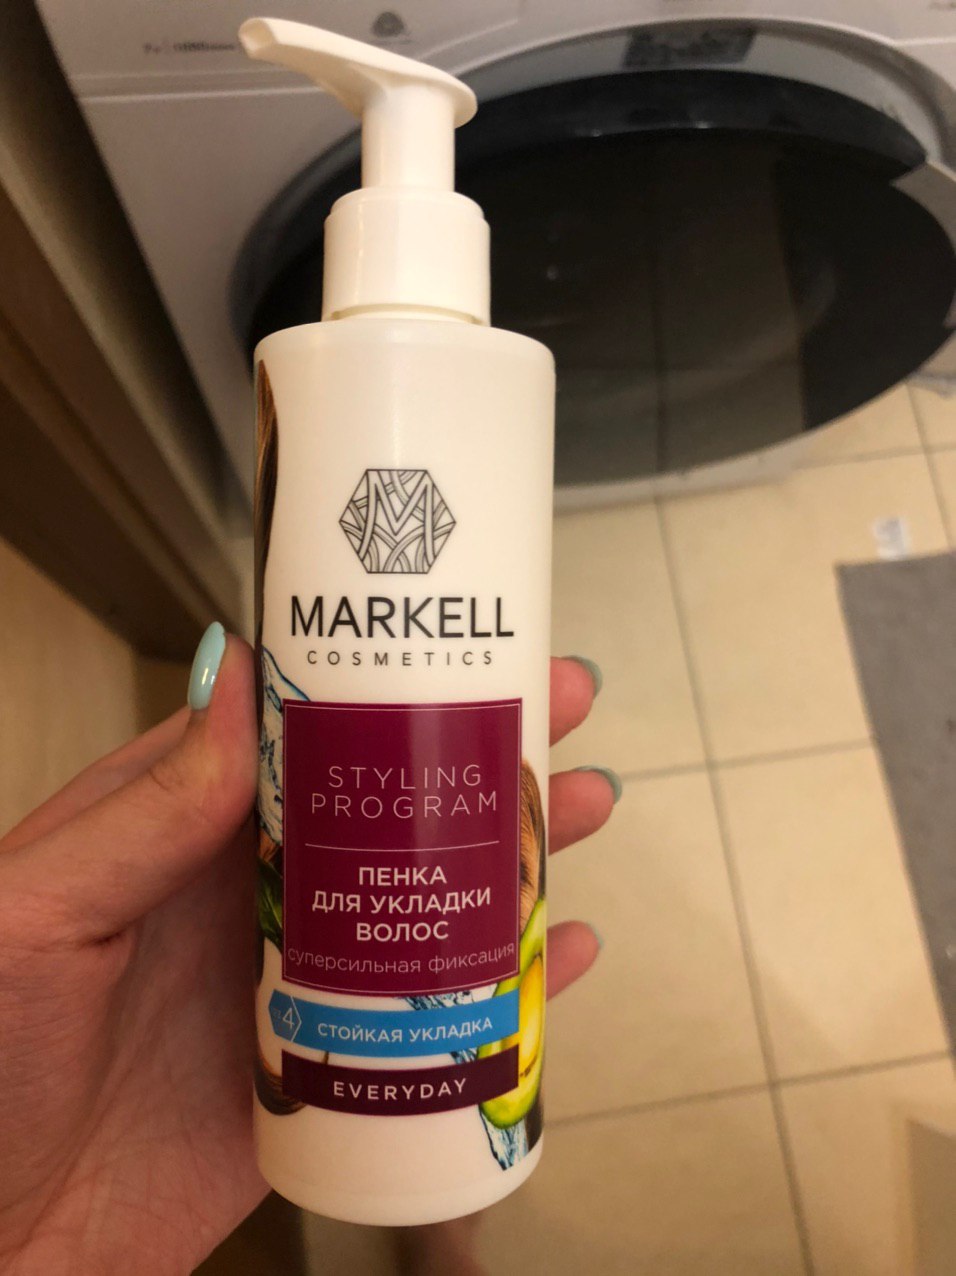 MARKELL
COSMETICS
STYLING
PROGRAM
ПЕНКА
ДЛЯ УКЛАДКИ
ВОЛОС
суперсильная фиксация
4
СТОЙКАЯ УКЛАДКА
EVERYDAY